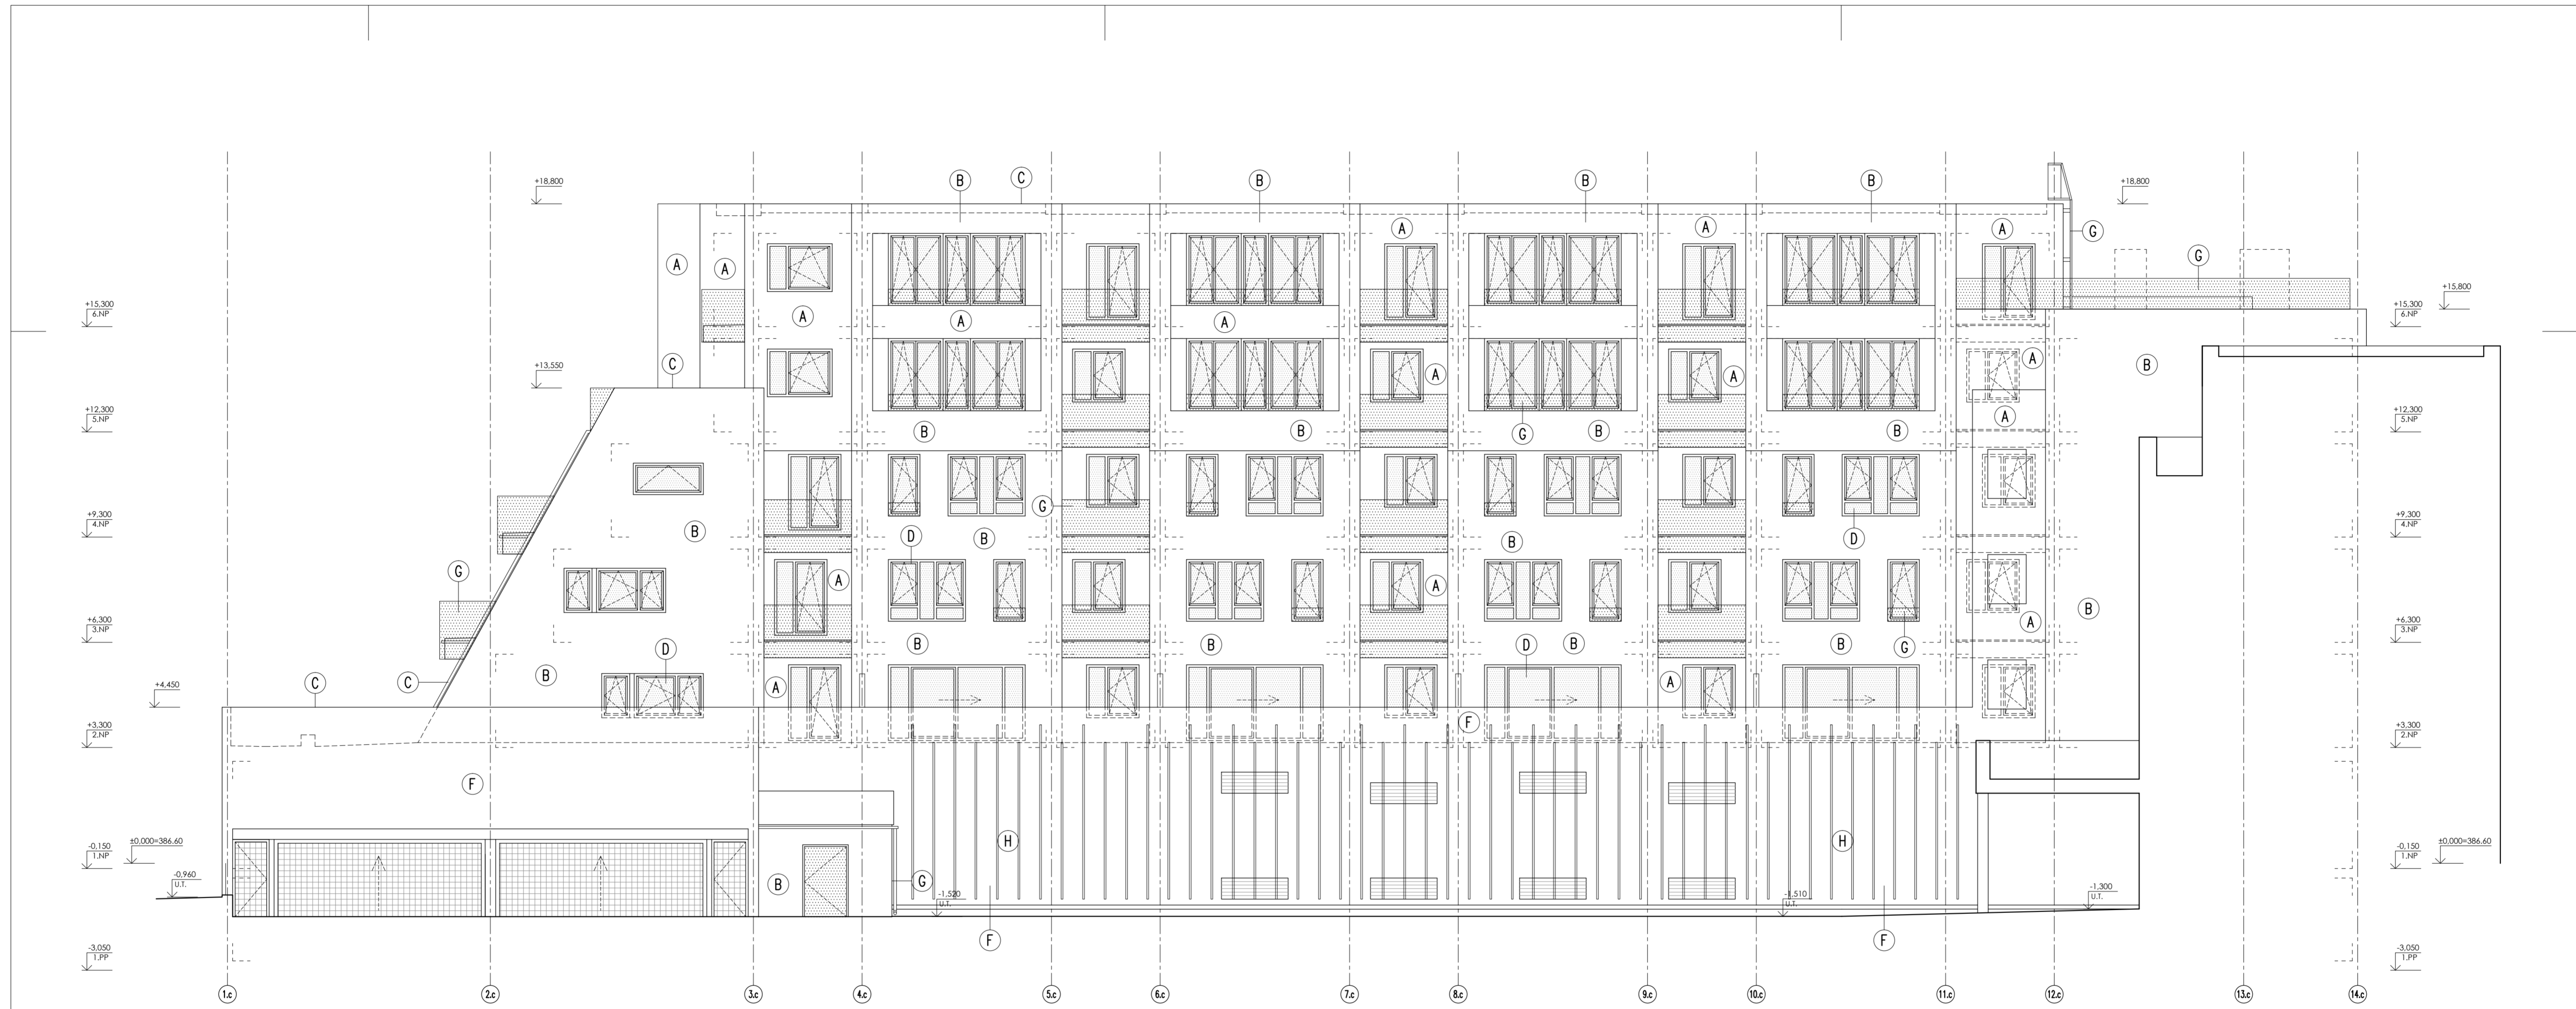 B
C
B
B
B
+18,800
+18,800
A
A
A
G
A
A
G
+15,300
6.NP
+15,800
+15,300
6.NP
A
A
A
A
B
C
+13,550
A
A
A
+12,300
5.NP
B
B
G
B
B
+12,300
5.NP
G
D
D
+9,300
4.NP
B
B
B
+9,300
4.NP
G
A
A
B
+6,300
3.NP
A
+6,300
3.NP
B
B
D
B
D
B
B
G
C
C
A
A
+4,450
F
+3,300
2.NP
+3,300
2.NP
F
H
H
-0,150
1.NP
±0,000=386.60
±0,000=386.60
-0,150
1.NP
-0,960
U.T.
B
G
-1,520
U.T.
-1,510
U.T.
-1,300
U.T.
F
F
-3,050
1.PP
-3,050
1.PP
1.c
2.c
3.c
4.c
5.c
6.c
7.c
8.c
9.c
10.c
11.c
12.c
13.c
14.c
B